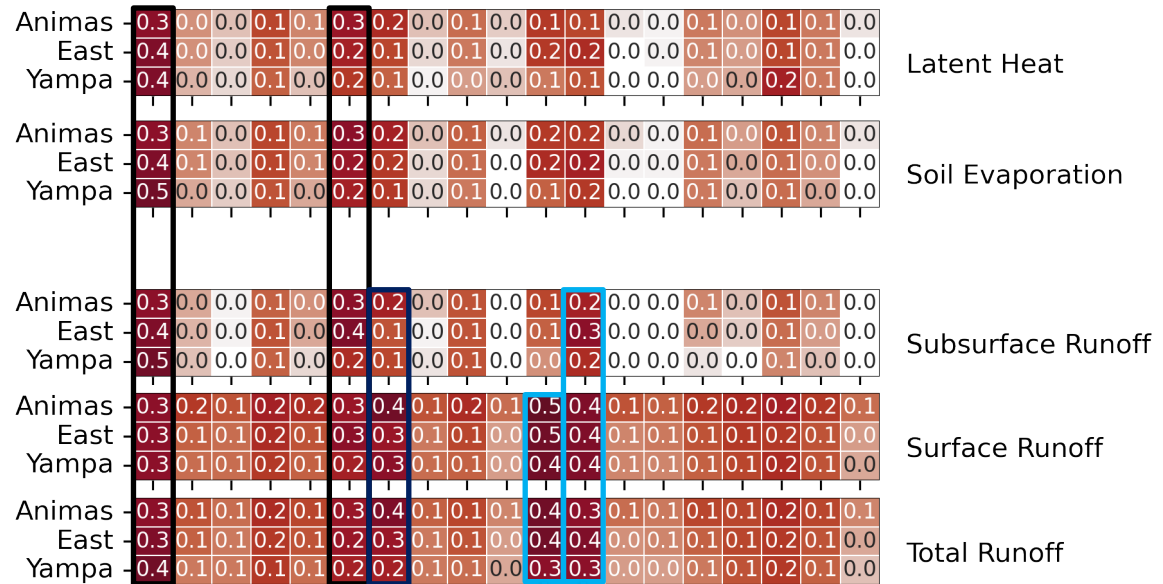 Animas 0.3 0.0 0.0 0.1 0.1 0.3 0.2 0.0 0.1 0.0 0.1 0.1 0.0 0.0 0.1 0.0 0.1 0.1 0.0
East 0.4 0.0 0.0 0.1 0.0 0.2 0.1 0.0 0.1 0.0 0.2 0.2 0.0 0.0 0.1 0.0 0.1 0.1 0.0
Latent Heat
Yampa 0.4 0.0 0.0 0.1 0.0 0.2 0.1 0.0 0.0 0.0 0.1 0.1 0.0 0.0 0.0 0.0 0.2 0.1 0.0
Animas 0.3 0.1 0.0 0.1 0.1 0.3 0.2 0.0 0.1 0.0 0.2 0.2 0.0 0.0 0.1 0.0 0.1 0.1 0.0
East 0.4 0.1 0.0 0.1 0.0 0.2 0.2 0.0 0.1 0.0 0.2 0.2 0.0 0.0 0.1 0.0 0.1 0.0 0.0
Soil Evaporation
Yampa 0.5 0.0 0.0 0.1 0.0 0.2 0.1 0.0 0.1 0.0 0.1 0.2 0.0 0.0 0.1 0.0 0.1 0.0 0.0
Animas 0.3 0.0 0.0 0.1 0.0 0.3 0.2 0.0 0.1 0.0 0.1 0.2 0.0 0.0 0.1 0.0 0.1 0.1 0.0
East 0.4 0.0 0.0 0.1 0.0 0.4 0.1 0.0 0.1 0.0 0.1 0.3 0.0 0.0 0.0 0.0 0.1 0.0 0.0
Subsurface Runoff
Yampa 0.5 0.0 0.0 0.1 0.0 0.2 0.1 0.0 0.1 0.0 0.0 0.2 0.0 0.0 0.0 0.0 0.1 0.0 0.0
Animas 0.3 0.2 0.1 0.2 0.2 0.3 0.4 0.1 0.2 0.1 0.5 0.4 0.1 0.1 0.2 0.2 0.2 0.2 0.1
East 0.3 0.1 0.1 0.2 0.1 0.3 0.3 0.1 0.1 0.0 0.5 0.4 0.1 0.1 0.1 0.1 0.2 0.1 0.0
Surface Runoff
Yampa 0.3 0.1 0.1 0.2 0.1 0.2 0.3 0.1 0.1 0.0 0.4 0.4 0.1 0.1 0.1 0.1 0.2 0.1 0.0
Animas 0.3 0.1 0.1 0.2 0.1 0.3 0.4 0.1 0.1 0.1 0.4 0.3 0.1 0.1 0.1 0.1 0.2 0.1 0.1
East 0.3 0.1 0.1 0.2 0.1 0.2 0.3 0.1 0.1 0.0 0.4 0.4 0.0 0.1 0.1 0.1 0.1 0.1 0.0
Total Runoff
Yampa 0.4 0.1 0.1 0.1 0.1 0.2 0.2 0.1 0.1 0.0 0.3 0.3 0.0 0.0 0.1 0.1 0.2 0.1 0.0